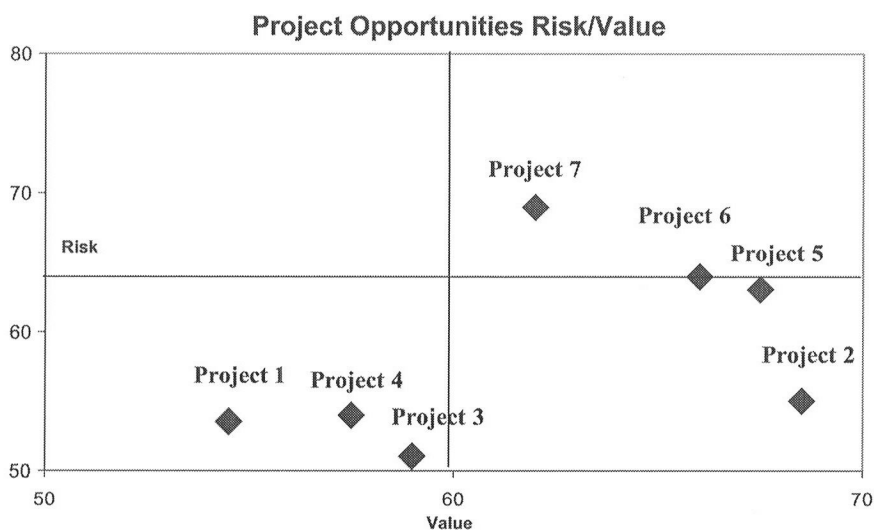 Project Opportunities Risk/Value
80
Project 7
70
Project 6
Risk
Project 5
60
Project 2
Project 1
Project 4
Project 3
50
50
60
70
Value